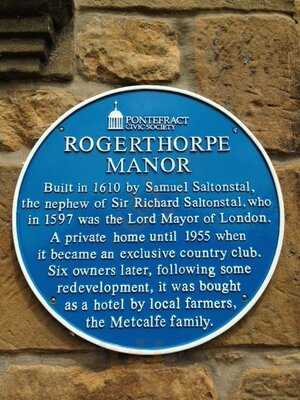 PONTEFRACT
CIVIC SOCIETY
ROGERTHORPE
MANOR
Built in 1610 by Samuel Saltonstal,
the nephew of Sir Richard Saltonstal, who
in 1597 was the Lord Mayor of London.
A private home until 1955 when
it became an exclusive country club.
Six owners later, following some
redevelopment, it was bought
as a hotel by local farmers,
the Metcalfe family.